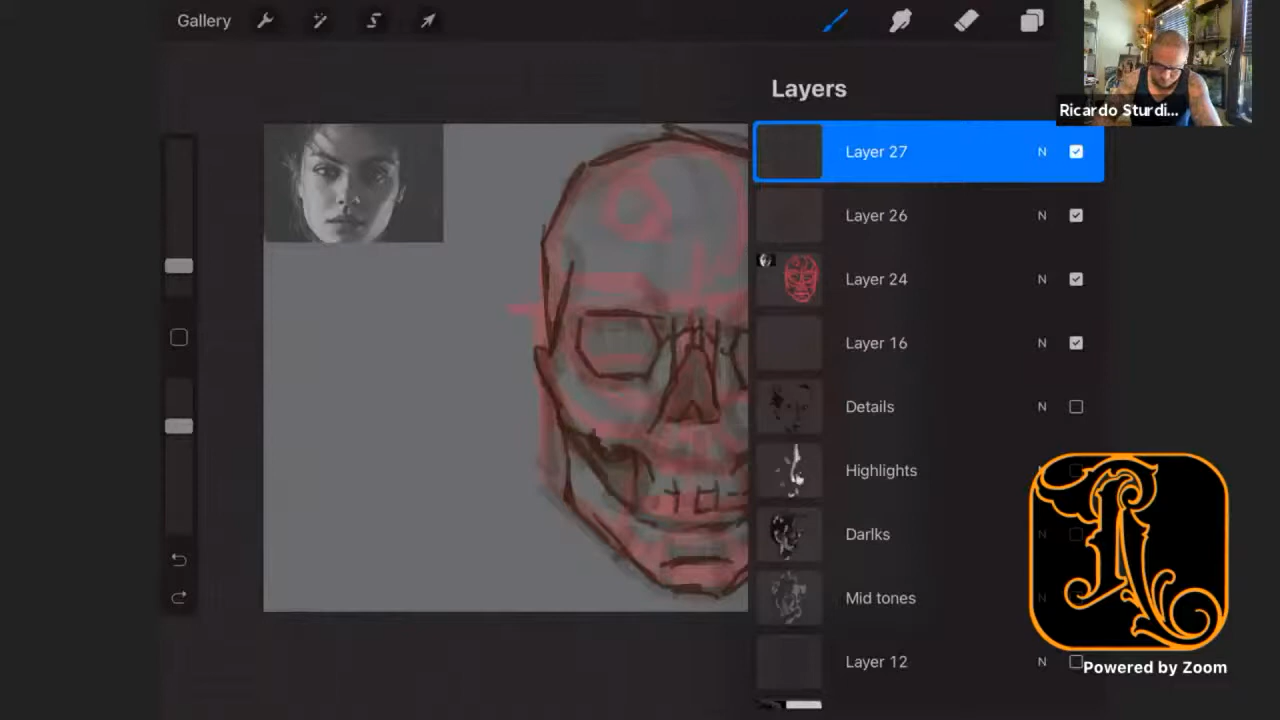 Gallery
Layers
Ricardo Sturdi...
Layer 27 N
Layer 26 N
Layer 24 N
Layer 16 N
Details N
Highlights N
Darlks N
Mid tones N
Layer 12 N
Powered by Zoom